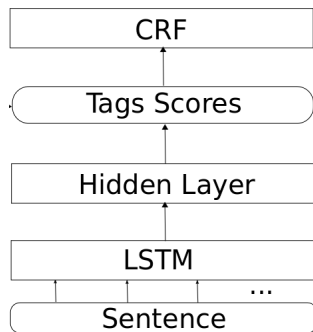 CRF
Tags Scores
Hidden Layer
LSTM
...
Sentence